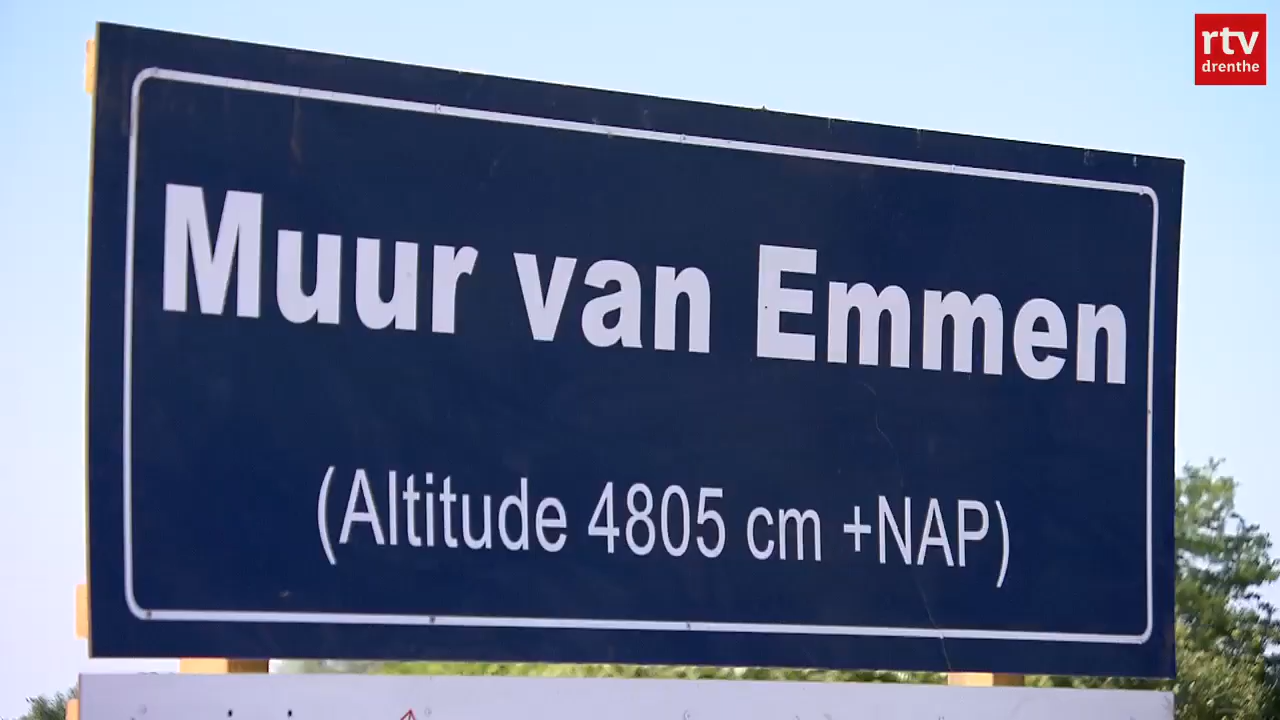 rtv
drenthe
Muur van Emmen
(Altitude 4805 cm +NAP)